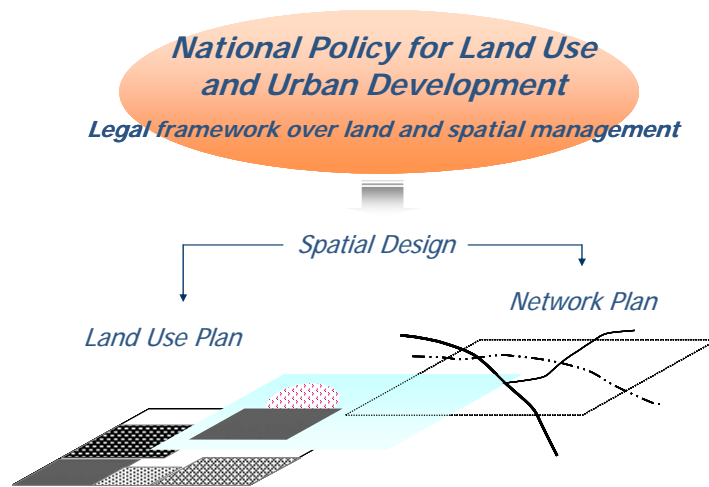 National Policy for Land Use
and Urban Development
Legal framework over land and spatial management
Spatial Design
Network Plan
Land Use Plan